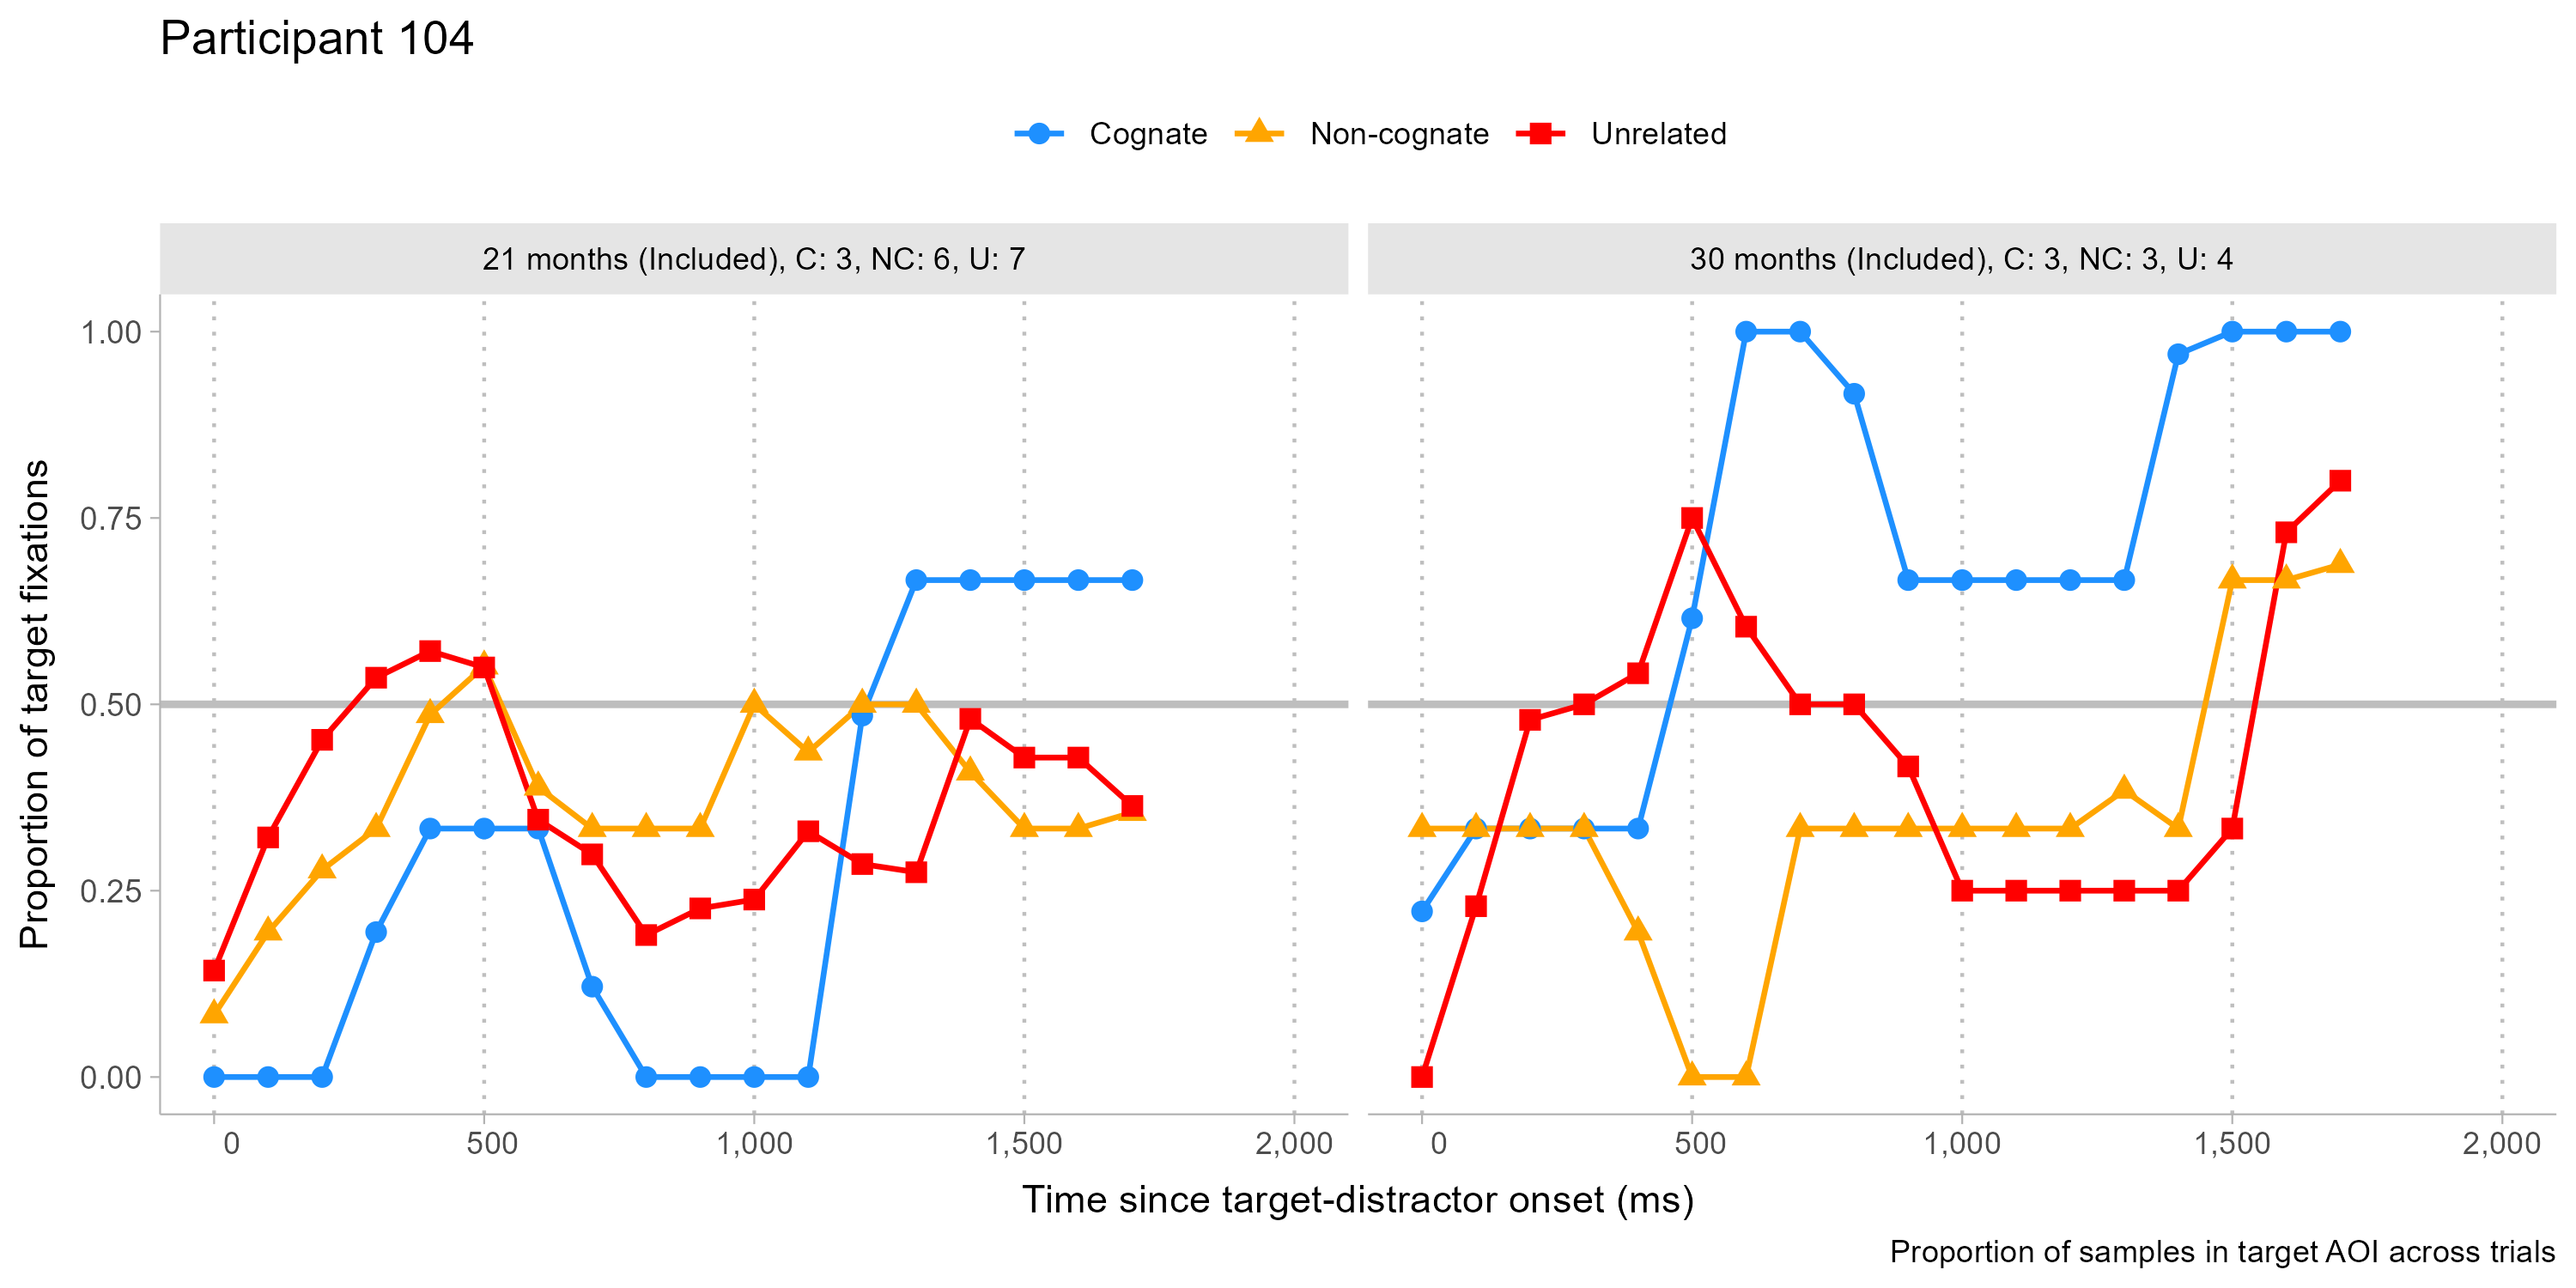 Participant 104
Cognate Non-cognate Unrelated
21 months (Included), C: 3, NC: 6, U: 7
30 months (Included), C: 3, NC: 3, U: 4
Proportion of target fixations
1.00
0.75
0.50
0.25
0.00
0 500 1,000 1,500 2,000
0 500 1,000 1,500 2,000
Time since target-distractor onset (ms)
Proportion of samples in target AOI across trials